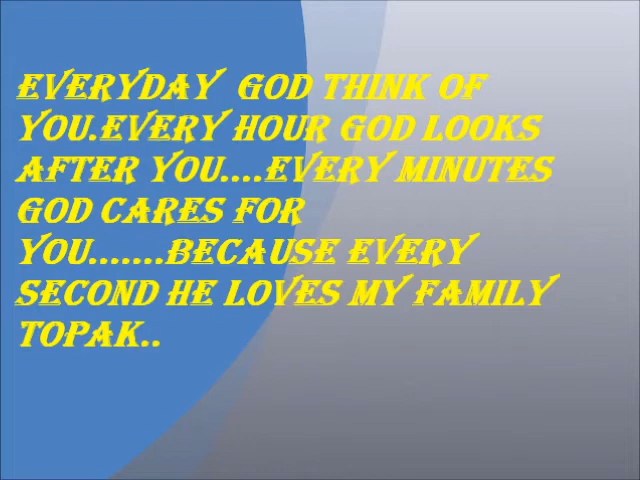 EVERYDAY  GOD THINK OF
YOU.EVERY HOUR GOD LOOKS
AFTER YOU....EVERY MINUTES
GOD CARES FOR
YOU.......BECAUSE EVERY
SECOND HE LOVES MY FAMILY
TOPAK..